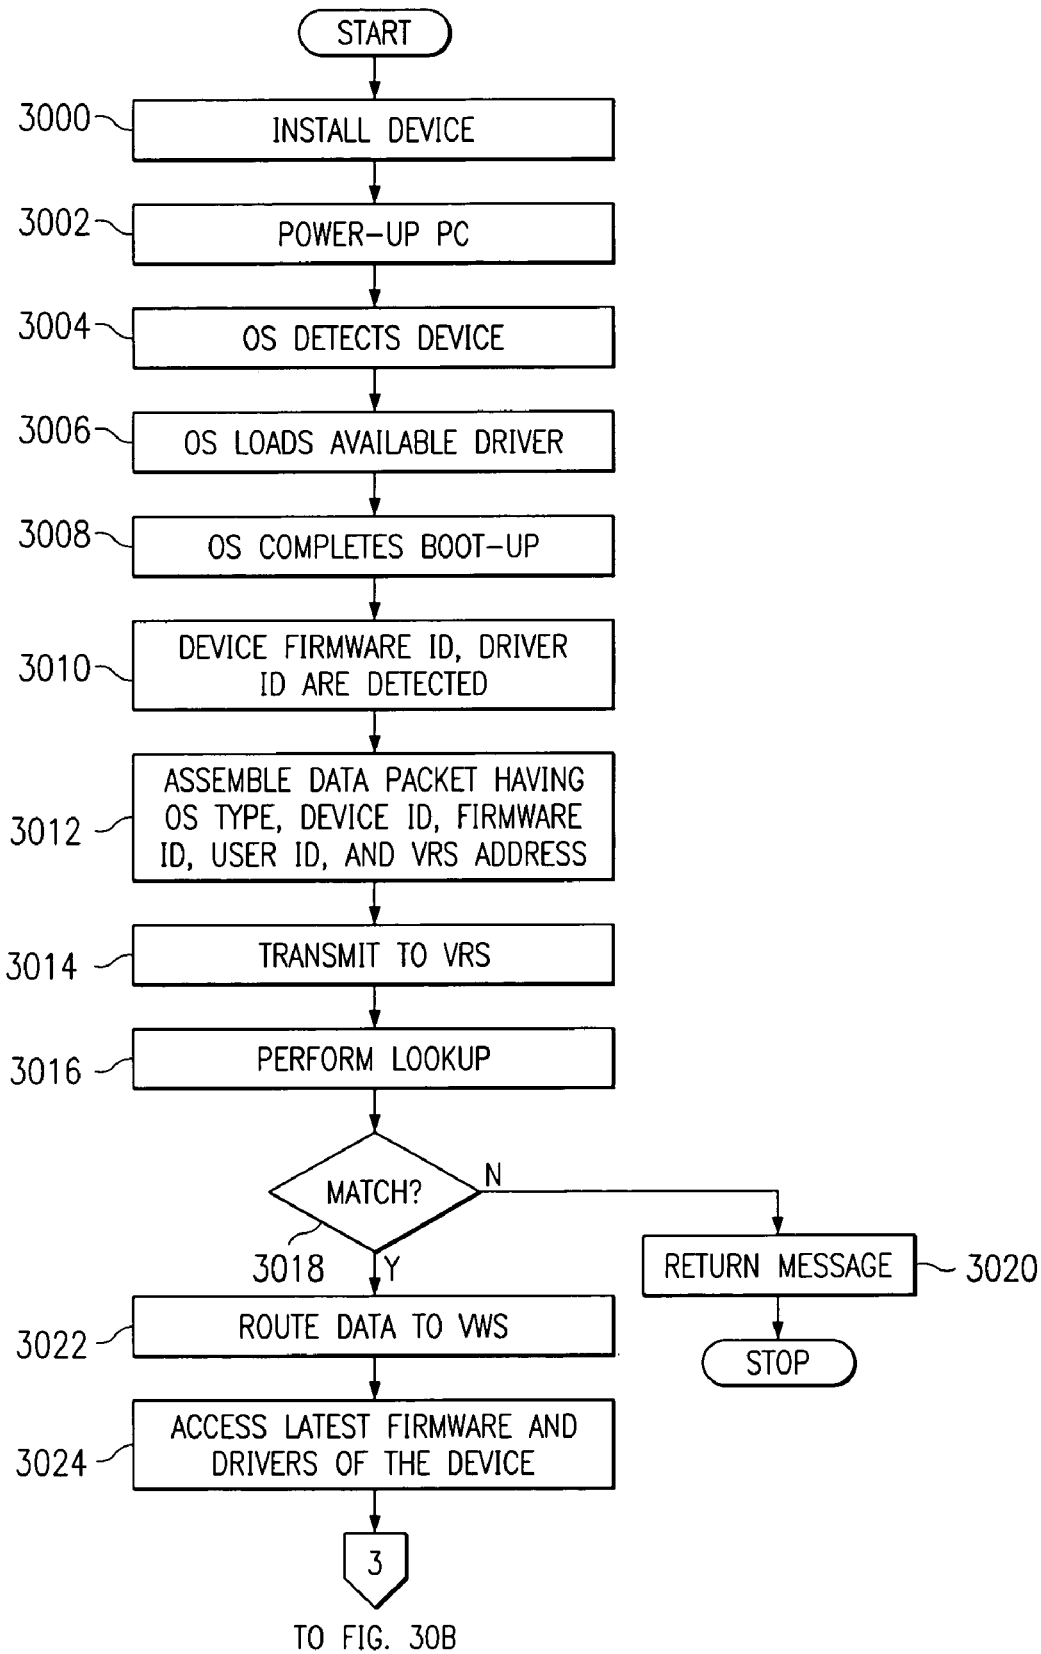 START
3000
INSTALL DEVICE
3002
POWER-UP PC
3004
OS DETECTS DEVICE
3006
OS LOADS AVAILABLE DRIVER
3008
OS COMPLETES BOOT-UP
3010
DEVICE FIRMWARE ID, DRIVER
ID ARE DETECTED
3012
ASSEMBLE DATA PACKET HAVING
OS TYPE, DEVICE ID, FIRMWARE
ID, USER ID, AND VRS ADDRESS
3014
TRANSMIT TO VRS
3016
PERFORM LOOKUP
MATCH?
N
3018
Y
RETURN MESSAGE
3020
STOP
3022
ROUTE DATA TO VWS
3024
ACCESS LATEST FIRMWARE AND
DRIVERS OF THE DEVICE
3
TO FIG. 30B